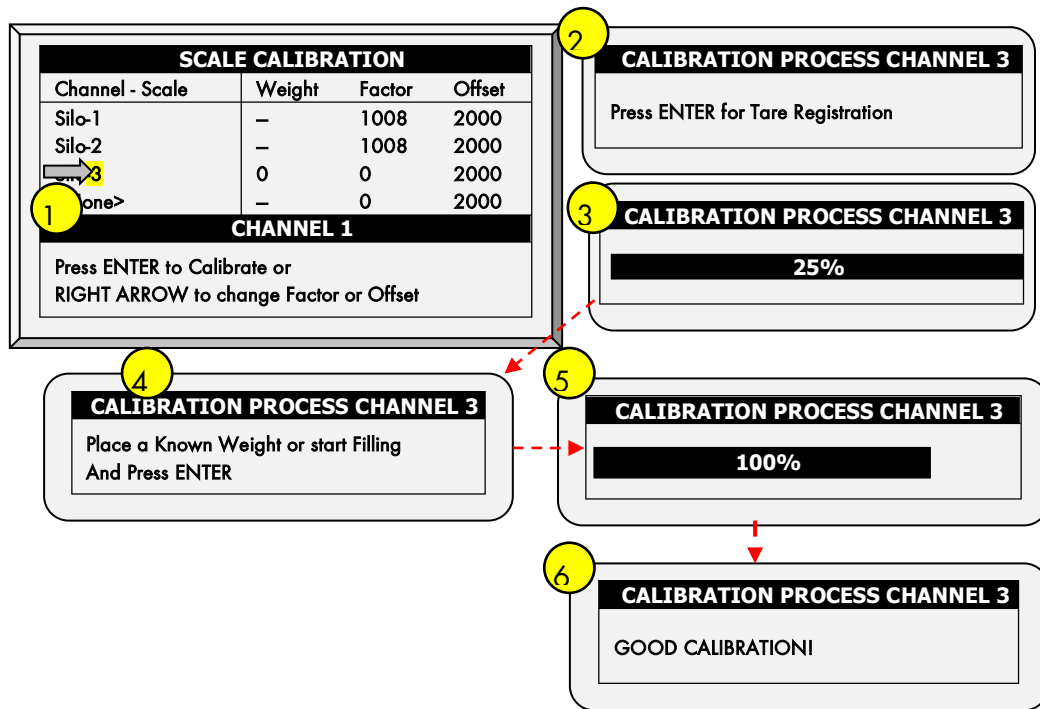 SCALE CALIBRATION
Channel - Scale Weight Factor Offset
Silo-1 – 1008 2000
Silo-2 – 1008 2000
3 0 0 2000
one> – 0 2000
1
CHANNEL 1
Press ENTER to Calibrate or
RIGHT ARROW to change Factor or Offset
2
CALIBRATION PROCESS CHANNEL 3
Press ENTER for Tare Registration
3
CALIBRATION PROCESS CHANNEL 3
25%
4
CALIBRATION PROCESS CHANNEL 3
Place a Known Weight or start Filling
And Press ENTER
5
CALIBRATION PROCESS CHANNEL 3
100%
6
CALIBRATION PROCESS CHANNEL 3
GOOD CALIBRATION!